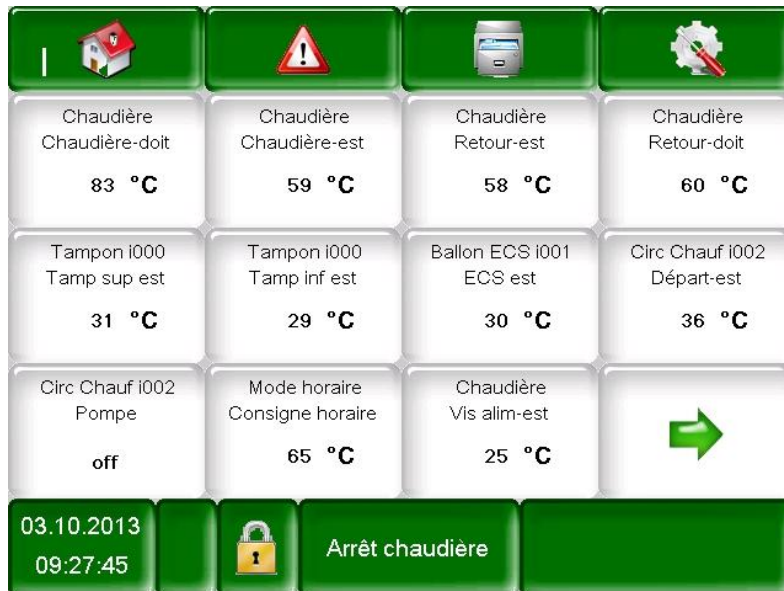 Chaudière
Chaudière-doit
83 °C
Chaudière
Chaudière-est
59 °C
Chaudière
Retour-est
58 °C
Chaudière
Retour-doit
60 °C
Tampon i000
Tamp sup est
31 °C
Tampon i000
Tamp inf est
29 °C
Ballon ECS i001
ECS est
30 °C
Circ Chauf i002
Départ-est
36 °C
Circ Chauf i002
Pompe
off
Mode horaire
Consigne horaire
65 °C
Chaudière
Vis alim-est
25 °C
03.10.2013
09:27:45
Arrêt chaudière